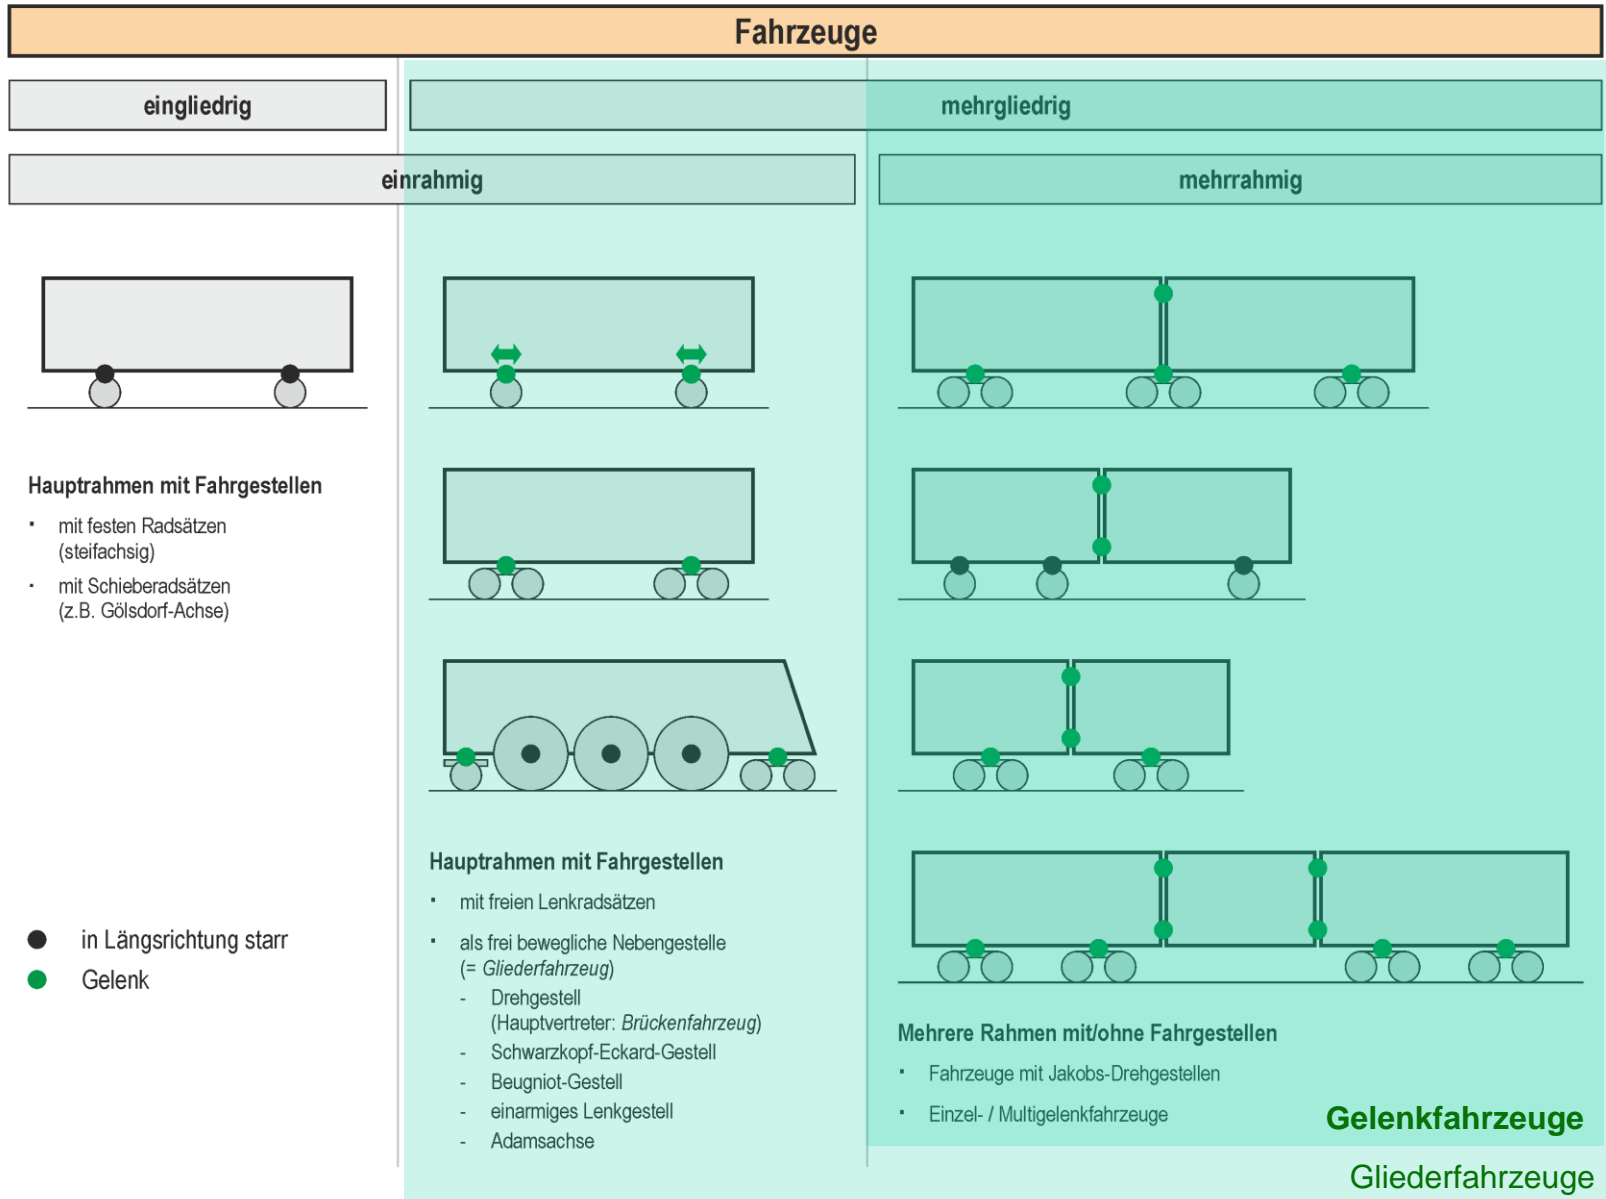 Fahrzeuge
eingliedrig
mehrgliedrig
einrahmig
mehrrahmig
Hauptrahmen mit Fahrgestellen
· mit festen Radsätzen
(steifachsig)
· mit Schieberadsätzen
(z.B. Gölsdorf-Achse)
in Längsrichtung starr
Gelenk
Hauptrahmen mit Fahrgestellen
· mit freien Lenkradsätzen
· als frei bewegliche Nebengestelle
(= Gliederfahrzeug)
- Drehgestell
(Hauptvertreter: Brückenfahrzeug)
- Schwarzkopf-Eckard-Gestell
- Beugniot-Gestell
- einarmiges Lenkgestell
- Adamsachse
Mehrere Rahmen mit/ohne Fahrgestellen
· Fahrzeuge mit Jakobs-Drehgestellen
· Einzel- / Multigelenkfahrzeuge
Gelenkfahrzeuge
Gliederfahrzeuge